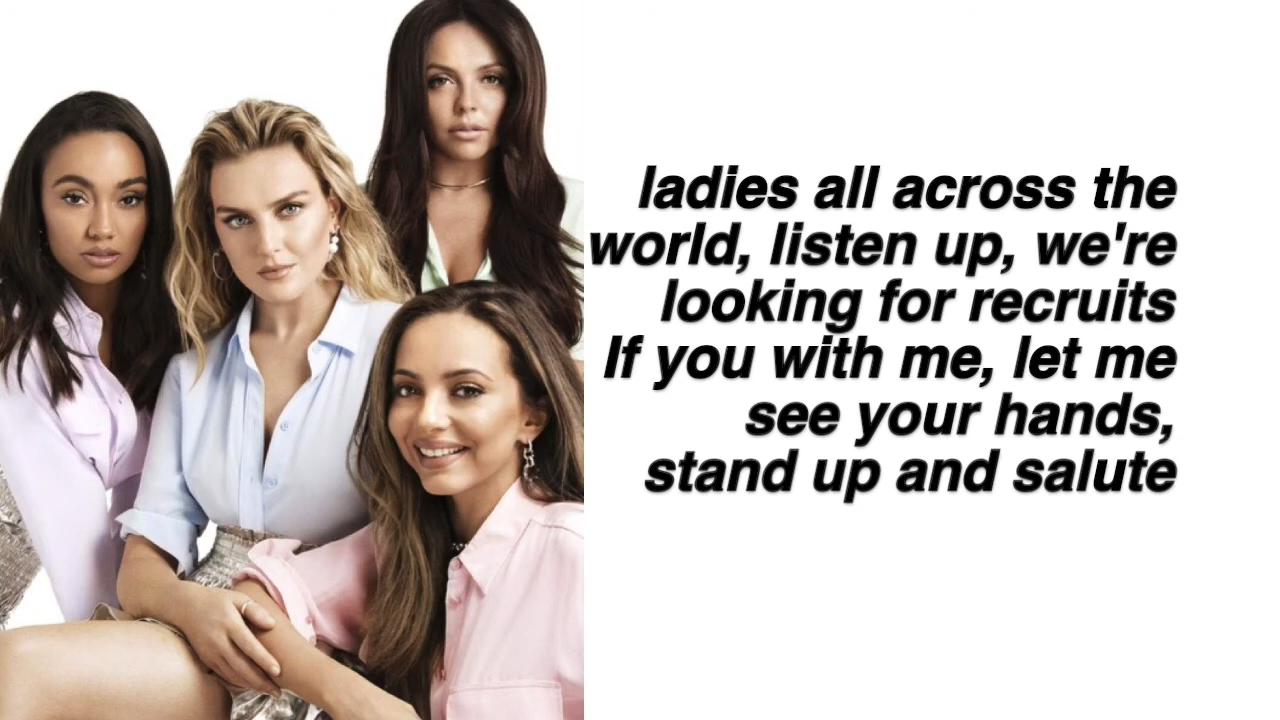 ladies all across the
world, listen up, we're
looking for recruits
If you with me, let me
see your hands,
stand up and salute